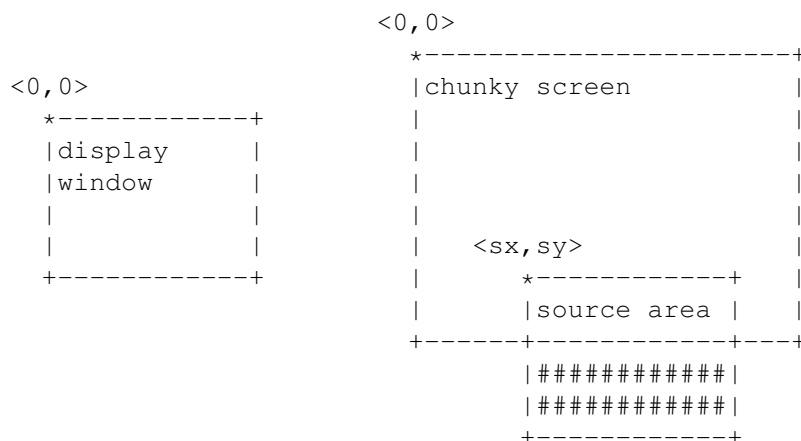 <0,0>
*-----------------------+
<0,0> |chunky screen |
*------------+ | |
|display | | |
|window | | |
| | | |
| | | <sx,sy> |
+------------+ | *------------+ |
| |source area | |
+------+------------+---+
|############|
|############|
+------------+